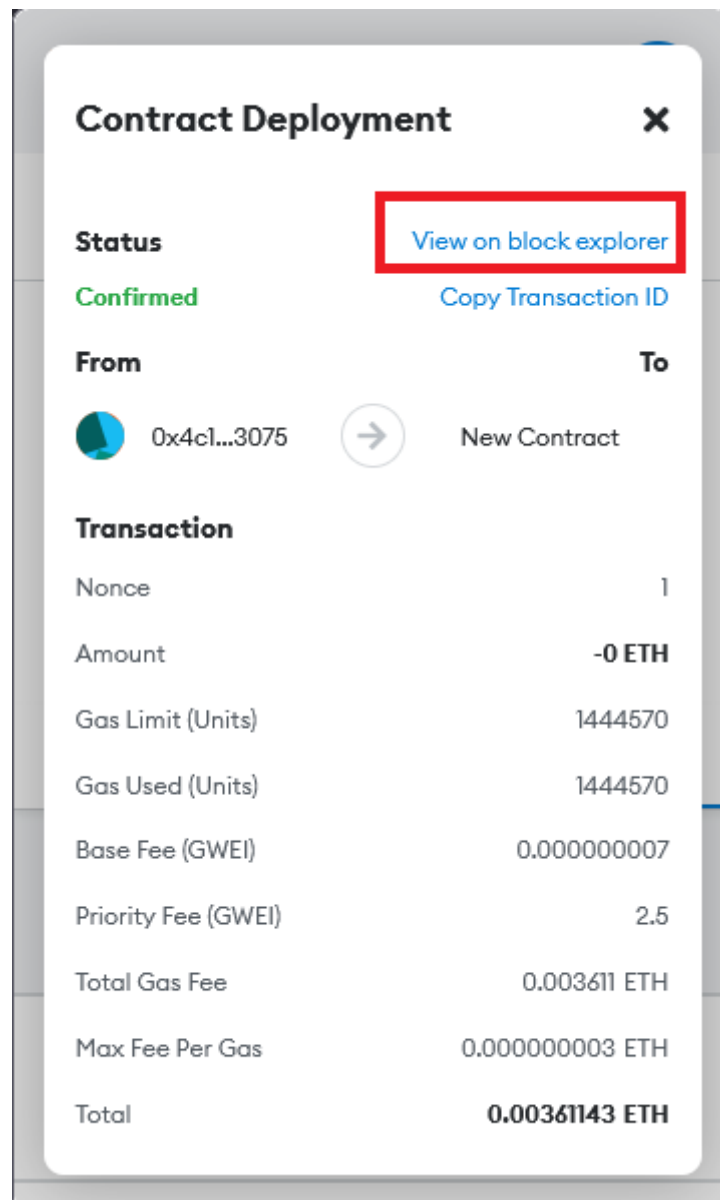 Contract Deployment
Status View on block explorer
Confirmed Copy Transaction ID
From To
0x4c1...3075 New Contract
Transaction
Nonce 1
Amount -0 ETH
Gas Limit (Units) 1444570
Gas Used (Units) 1444570
Base Fee (GWEI) 0.000000007
Priority Fee (GWEI) 2.5
Total Gas Fee 0.003611 ETH
Max Fee Per Gas 0.000000003 ETH
Total 0.00361143 ETH